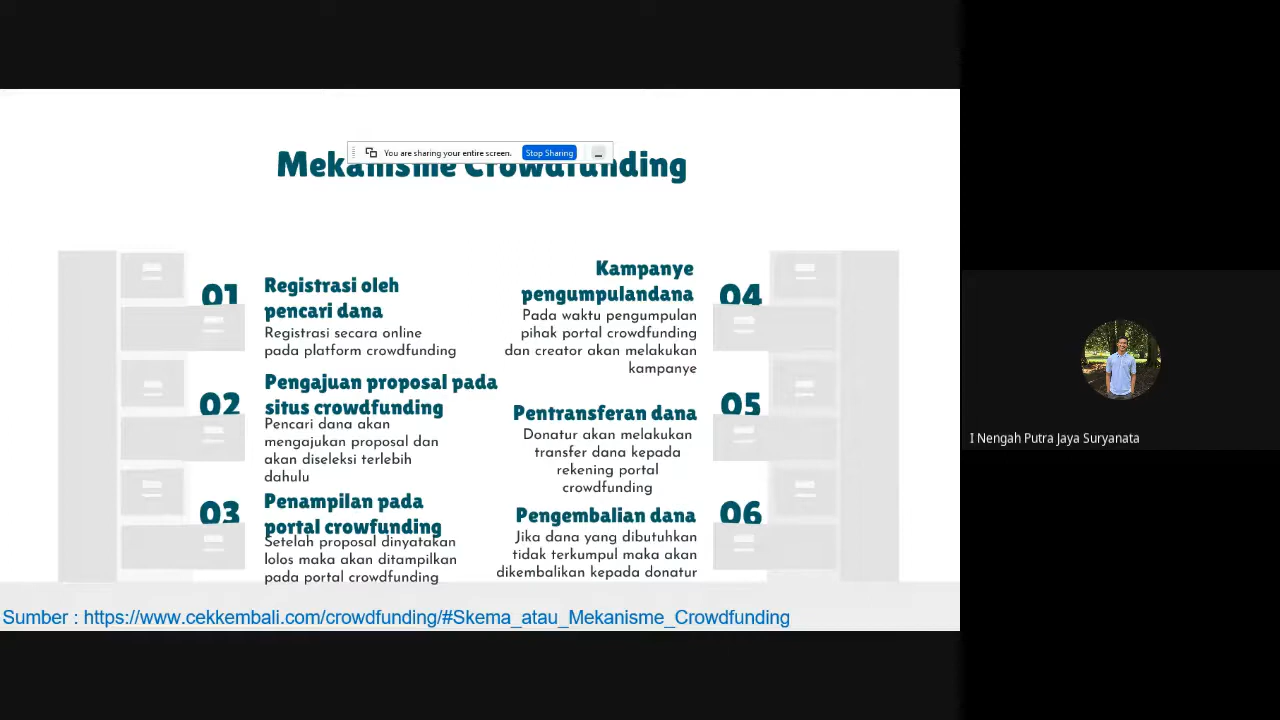 You are sharing your entire screen.
Stop Sharing
Mekanisme Crowdfunding
01
Registrasi oleh
pencari dana
Registrasi secara online
pada platform crowdfunding
02
Pengajuan proposal pada
situs crowdfunding
Pencari dana akan
mengajukan proposal dan
akan diseleksi terlebih
dahulu
03
Penampilan pada
portal crowfunding
Setelah proposal dinyatakan
lolos maka akan ditampilkan
pada portal crowdfunding
Kampanye
pengumpulandana
04
Pada waktu pengumpulan
pihak portal crowdfunding
dan creator akan melakukan
kampanye
Pentransferan dana
05
Donatur akan melakukan
transfer dana kepada
rekening portal
crowdfunding
Pengembalian dana
06
Jika dana yang dibutuhkan
tidak terkumpul maka akan
dikembalikan kepada donatur
Sumber : https://www.cekkembali.com/crowdfunding/#Skema_atau_Mekanisme_Crowdfunding
I Nengah Putra Jaya Suryanata